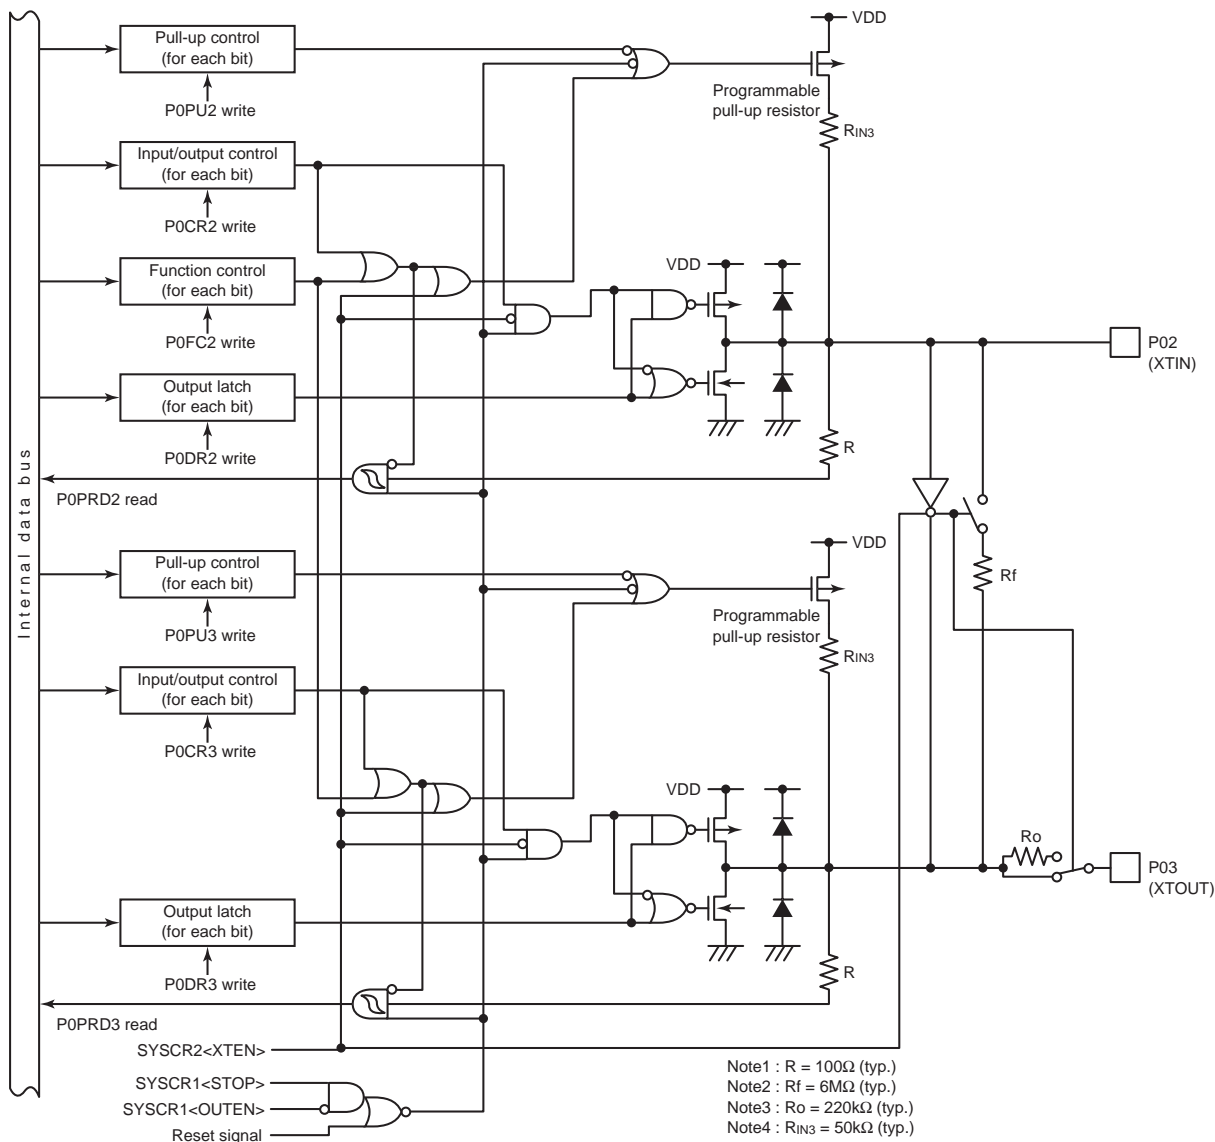 Internal data bus
Pull-up control
(for each bit)
P0PU2 write
VDD
Programmable
pull-up resistor
RIN3
Input/output control
(for each bit)
P0CR2 write
Function control
(for each bit)
P0FC2 write
VDD
P02
(XTIN)
Output latch
(for each bit)
P0DR2 write
R
P0PRD2 read
Pull-up control
(for each bit)
P0PU3 write
VDD
Rf
Programmable
pull-up resistor
RIN3
Input/output control
(for each bit)
P0CR3 write
VDD
Ro
P03
(XTOUT)
Output latch
(for each bit)
P0DR3 write
R
P0PRD3 read
SYSCR2<XTEN>
SYSCR1<STOP>
SYSCR1<OUTEN>
Reset signal
Note1 : R = 100Ω (typ.)
Note2 : Rf = 6MΩ (typ.)
Note3 : Ro = 220kΩ (typ.)
Note4 : RIN3 = 50kΩ (typ.)